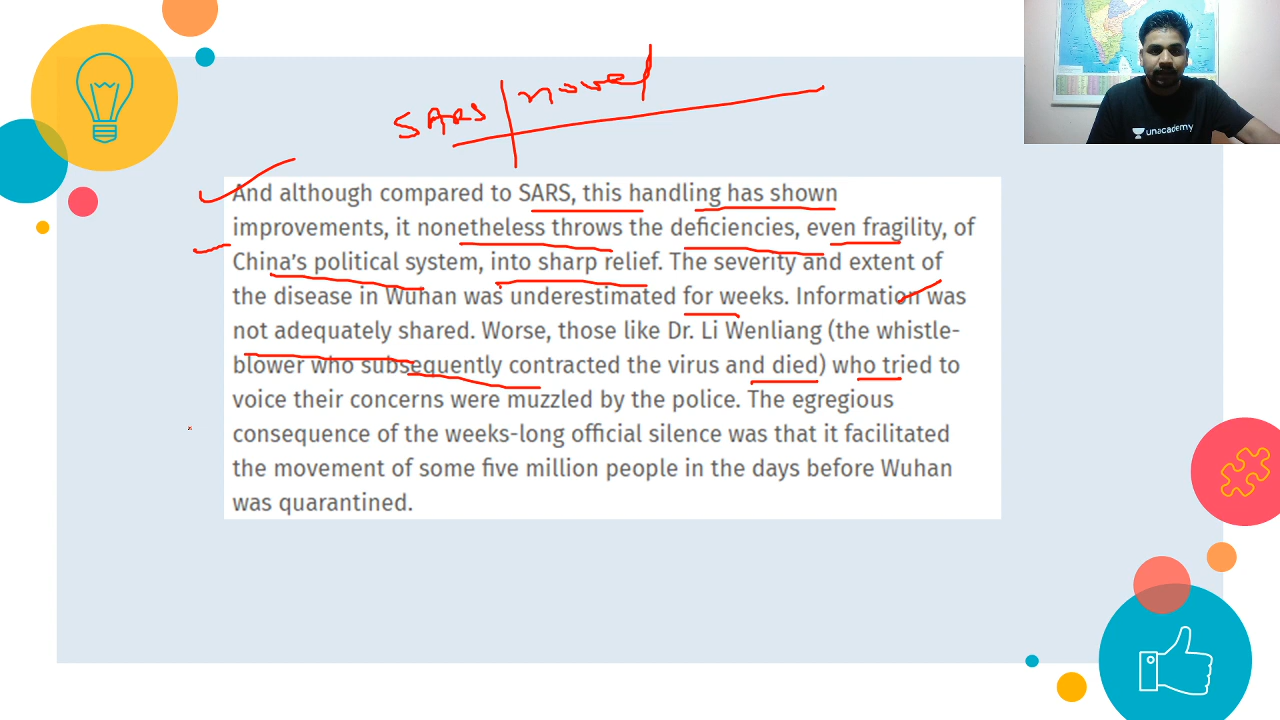 SARS novel
unacademy
And although compared to SARS, this handling has shown
improvements, it nonetheless throws the deficiencies, even fragility, of
China's political system, into sharp relief. The severity and extent of
the disease in Wuhan was underestimated for weeks. Information was
not adequately shared. Worse, those like Dr. Li Wenliang (the whistle-
blower who subsequently contracted the virus and died) who tried to
voice their concerns were muzzled by the police. The egregious
consequence of the weeks-long official silence was that it facilitated
the movement of some five million people in the days before Wuhan
was quarantined.